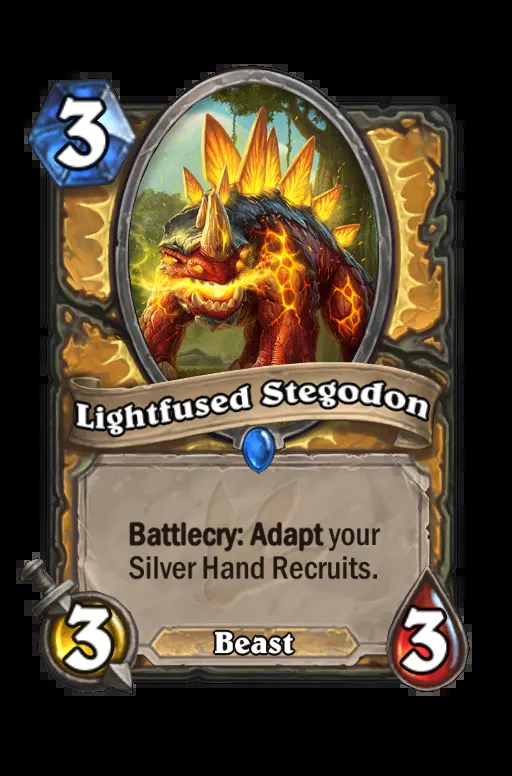 3
Lightfused Stegodon
Battlecry: Adapt your
Silver Hand Recruits.
3
Beast
3